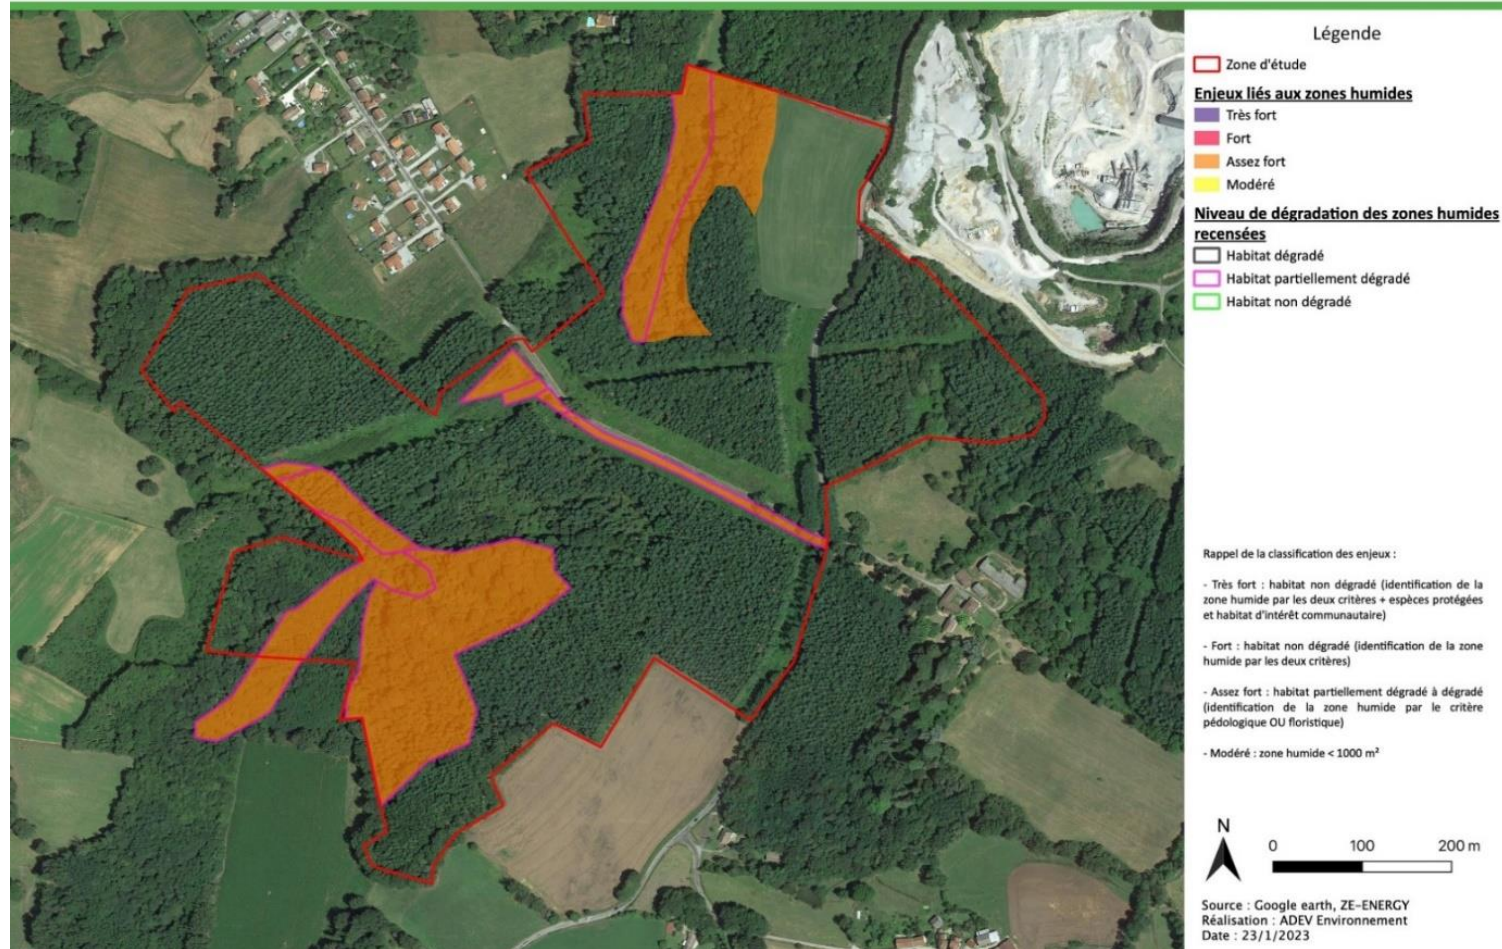 Légende
Zone d'étude
Enjeux liés aux zones humides
Très fort
Fort
Assez fort
Modéré
Niveau de dégradation des zones humides
recensées
Habitat dégradé
Habitat partiellement dégradé
Habitat non dégradé
Rappel de la classification des enjeux :
- Très fort : habitat non dégradé (identification de la
zone humide par les deux critères + espèces protégées
et habitat d'intérêt communautaire)
- Fort : habitat non dégradé (identification de la zone
humide par les deux critères)
- Assez fort : habitat partiellement dégradé à dégradé
(identification de la zone humide par le critère
pédologique OU floristique)
- Modéré : zone humide < 1000 m²
N
0 100 200 m
Source : Google earth, ZE-ENERGY
Réalisation : ADEV Environnement
Date : 23/1/2023